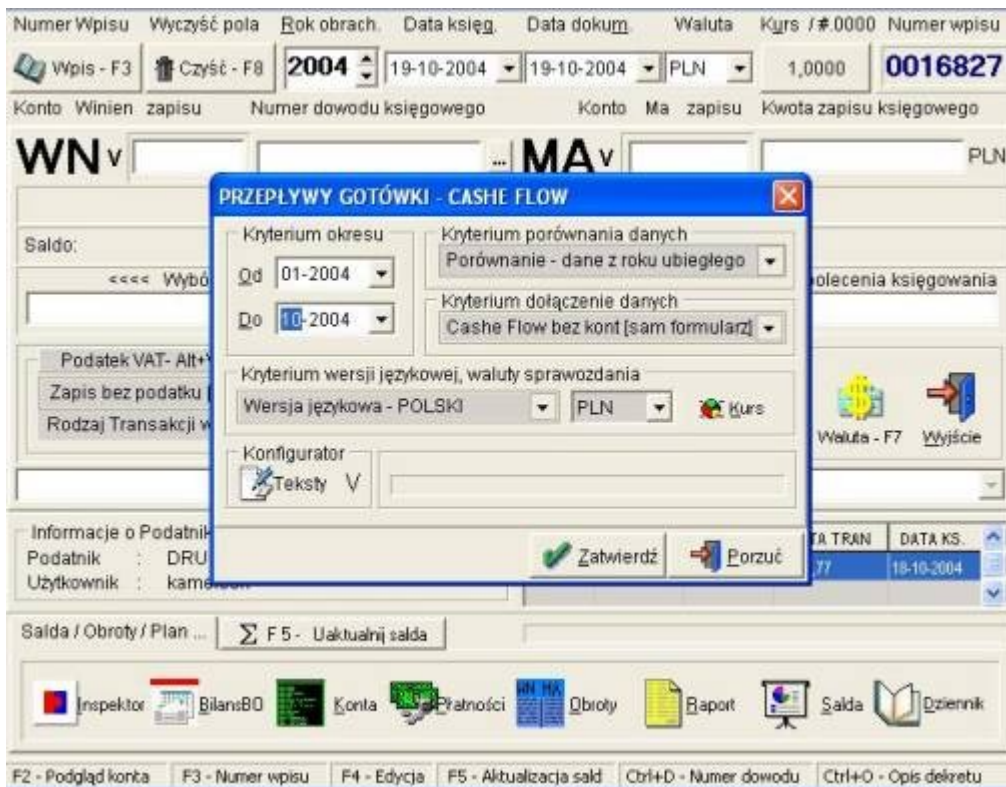 Numer Wpisu Wyczyść pola Rok obrach. Data księg. Data dokum. Waluta Kurs /#.0000 Numer wpisu
Wpis - F3 Czyść - F8 2004 19-10-2004 19-10-2004 PLN 1,0000 0016827
Konto Winien zapisu Numer dowodu księgowego Konto Ma zapisu Kwota zapisu księgowego
WN V ... MA V PLN
PRZEPŁYWY GOTÓWKI - CASHE FLOW
Kryterium okresu Kryterium porównania danych
Saldo: Od 01-2004 Porównanie - dane z roku ubiegłego
<<<< Wybó Kryterium dołączenie danych olecenia księgowania
Do 10-2004 Cashe Flow bez kont [sam formularz]
Podatek VAT- Alt+ Kryterium wersji językowej, waluty sprawozdania
Zapis bez podatku Wersja językowa - POLSKI PLN Kurs
Rodzaj Transakcji w Waluta - F7 Wyjście
Konfigurator
Teksty V
Informacje o Podatnik TA TRAN DATA KS.
Podatnik : DRU Zatwierdź Porzuć 77 18-10-2004
Użytkownik :
Salda / Obroty / Plan ... Σ F 5 - Uaktualnij salda
Inspektor BilansBO Konta Płatności WN MA Obroty Raport Salda Dziennik
F2 - Podgląd konta F3 - Numer wpisu F4 - Edycja F5 - Aktualizacja sald Ctrl+D - Numer dowodu Ctrl+O - Opis dekretu